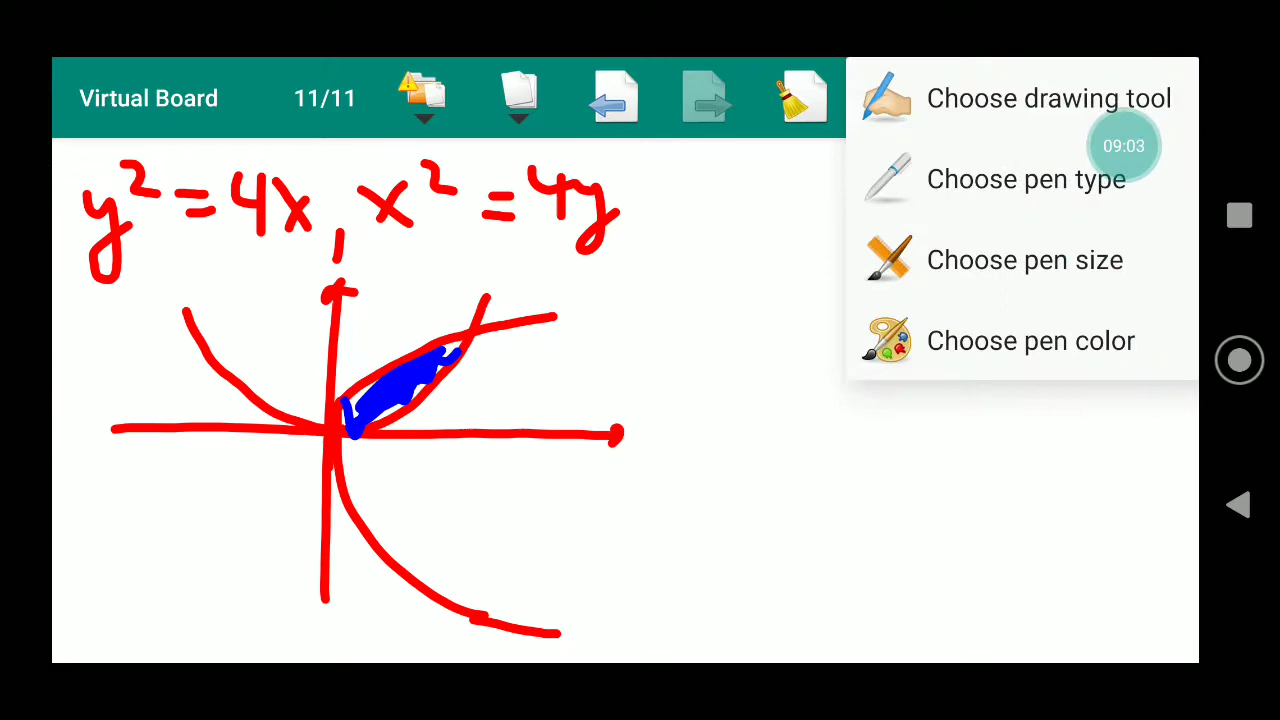 Virtual Board 11/11
Choose drawing tool
09:03
Choose pen type
Choose pen size
Choose pen color
y² = 4x, x² = 4y